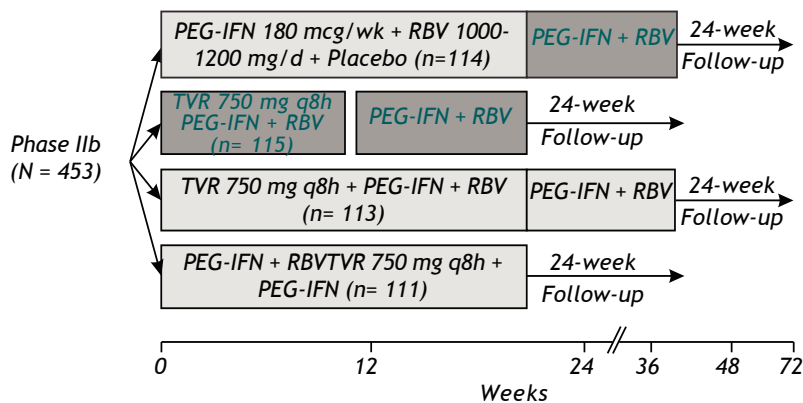 Phase IIb
(N = 453)
PEG-IFN 180 mcg/wk + RBV 1000-
1200 mg/d + Placebo (n=114)
PEG-IFN + RBV
24-week
Follow-up
TVR 750 mg q8h
PEG-IFN + RBV
(n= 115)
PEG-IFN + RBV
24-week
Follow-up
TVR 750 mg q8h + PEG-IFN + RBV
(n= 113)
PEG-IFN + RBV
24-week
Follow-up
PEG-IFN + RBVTVR 750 mg q8h +
PEG-IFN (n= 111)
24-week
Follow-up
0 12 24 36 48 72
Weeks